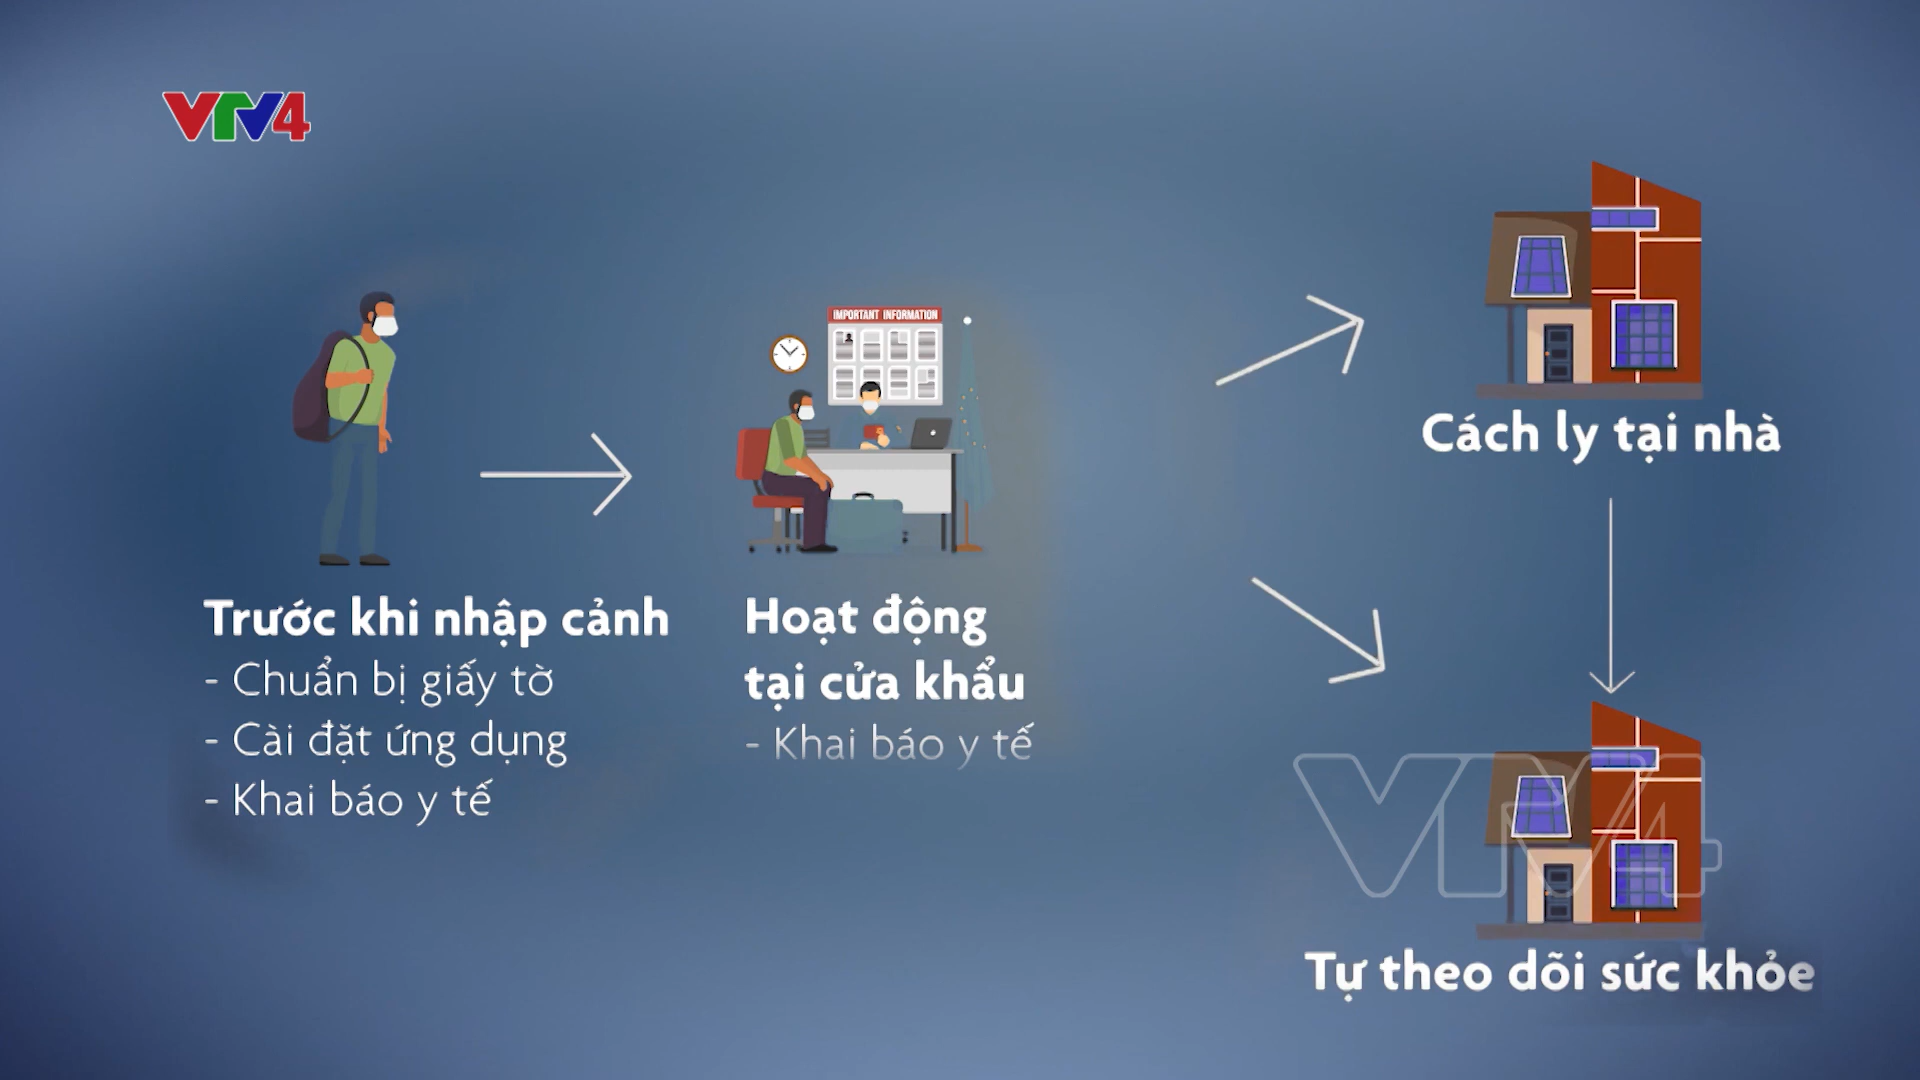 VTV4
IMPORTANT INFORMATION
Trước khi nhập cảnh
- Chuẩn bị giấy tờ
- Cài đặt ứng dụng
- Khai báo y tế
Hoạt động
tại cửa khẩu
- Khai báo y tế
Cách ly tại nhà
VTV4
Tự theo dõi sức khỏe